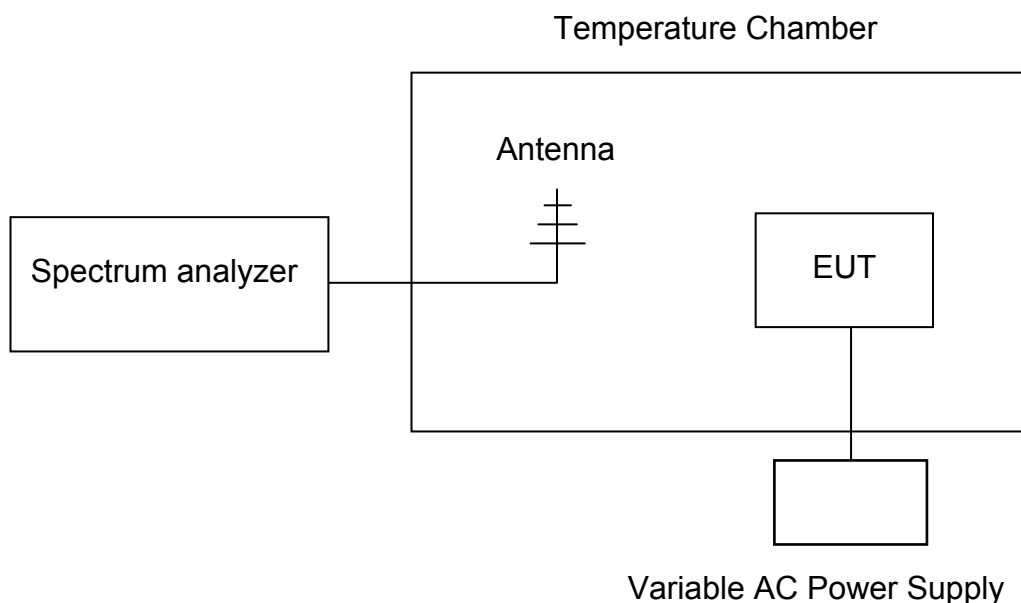 Temperature Chamber
Antenna
Spectrum analyzer
EUT
Variable AC Power Supply